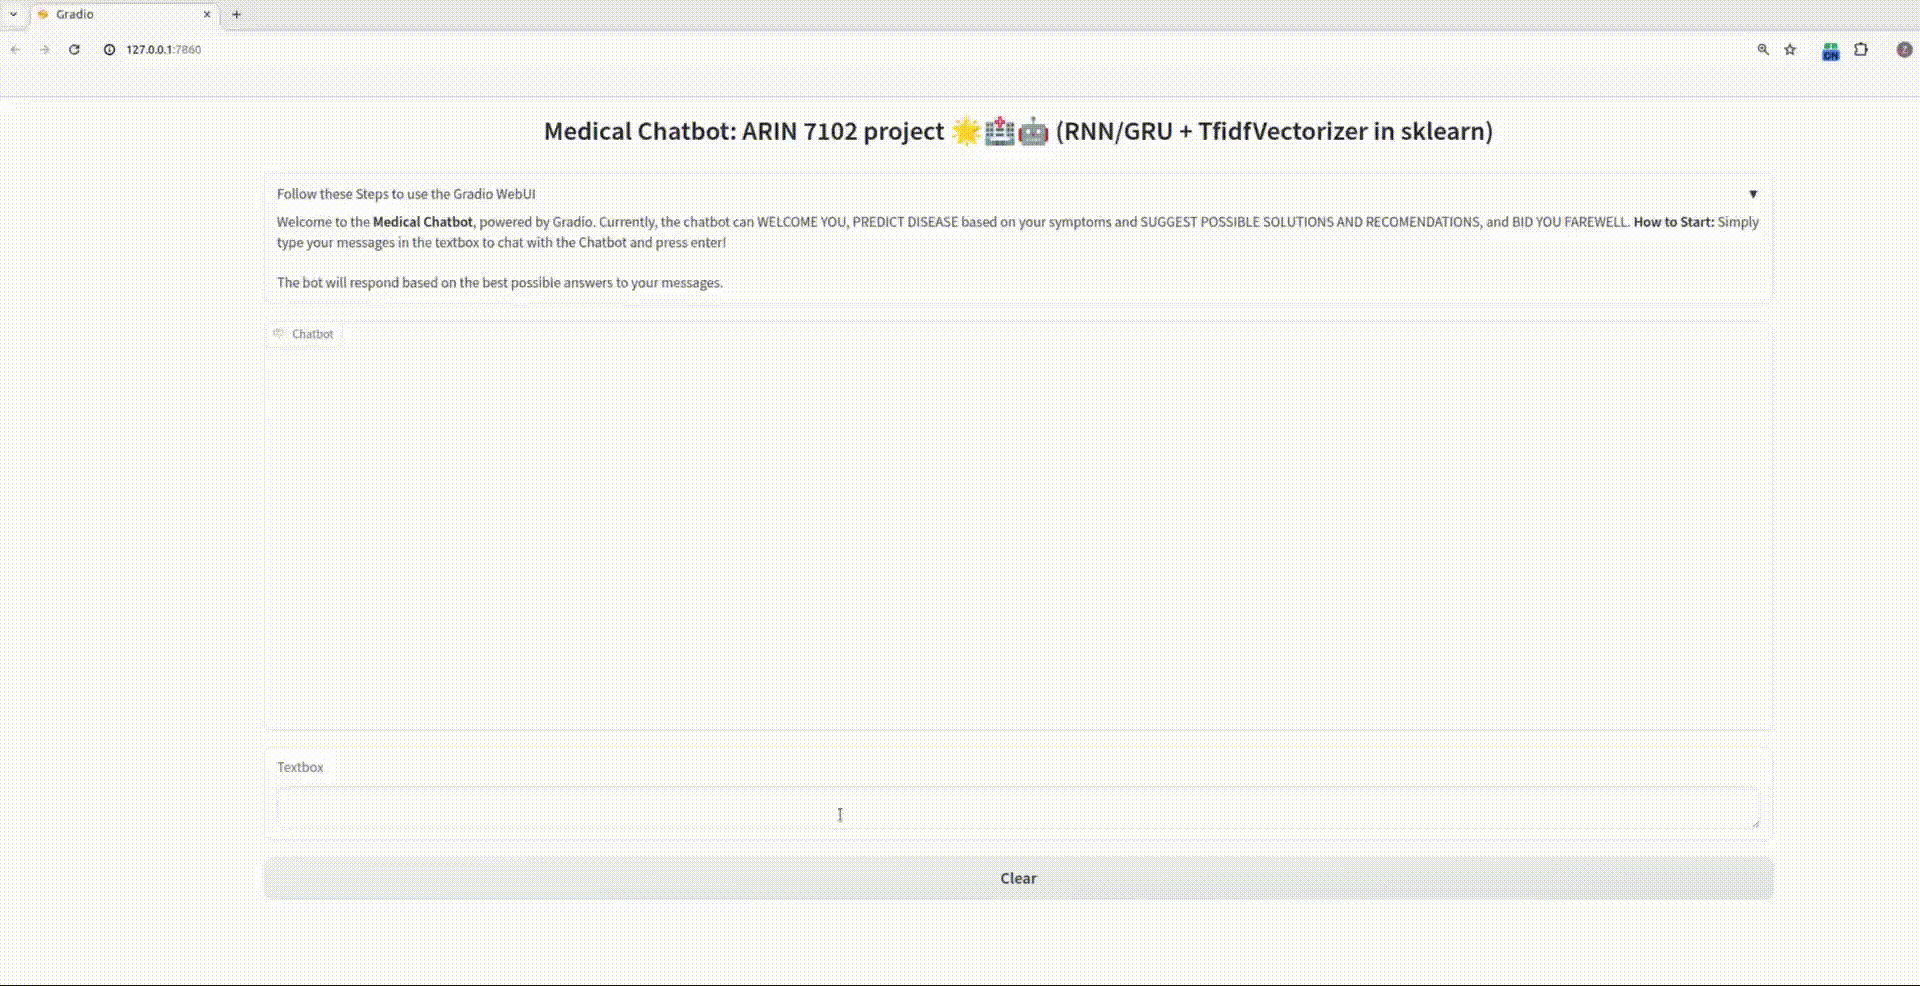 Gradio
127.0.0.1:7860
ON
Z
Medical Chatbot: ARIN 7102 project 🌟🏥🤖 (RNN/GRU + TfidfVectorizer in sklearn)
Follow these Steps to use the Gradio WebUI
Welcome to the Medical Chatbot, powered by Gradio. Currently, the chatbot can WELCOME YOU, PREDICT DISEASE based on your symptoms and SUGGEST POSSIBLE SOLUTIONS AND RECOMENDATIONS, and BID YOU FAREWELL. How to Start: Simply
type your messages in the textbox to chat with the Chatbot and press enter!
The bot will respond based on the best possible answers to your messages.
Chatbot
Textbox
Clear